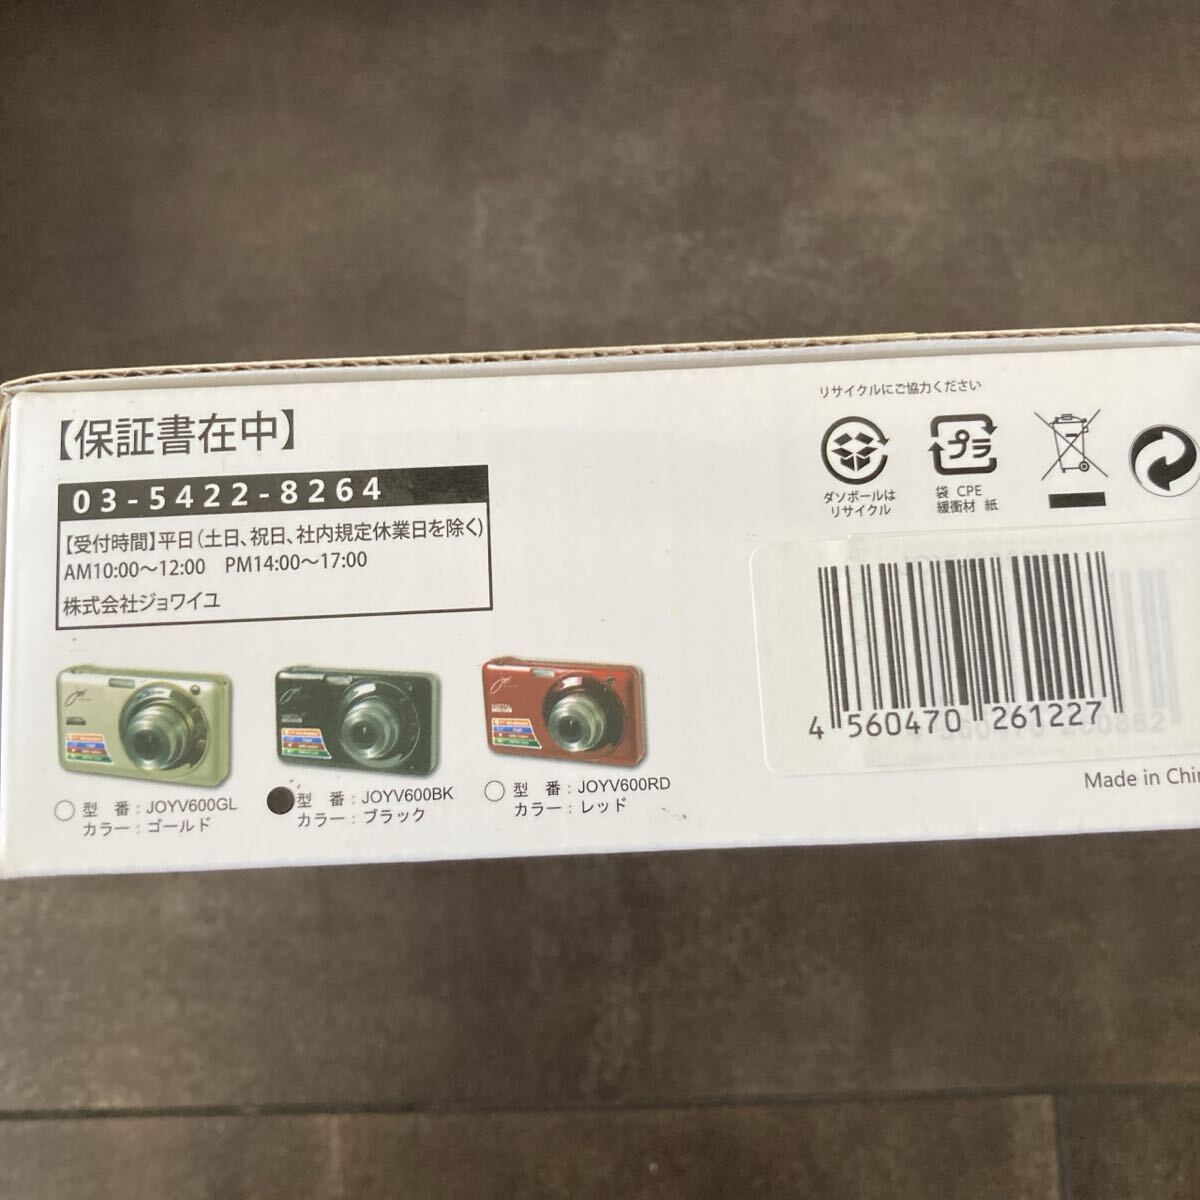 【保証書在中】
03-5422-8264
【受付時間】平日(土日、祝日、社内規定休業日を除く)
AM10:00～12:00 PM14:00～17:00
株式会社ジョワイユ
型 番：JOYV600GL
カラー：ゴールド
型 番：JOYV600BK
カラー：ブラック
型 番：JOYV600RD
カラー：レッド
リサイクルにご協力ください
ダンボールは
リサイクル
プラ
袋 CPE
緩衝材 紙
4 560470 261227
Made in Chin